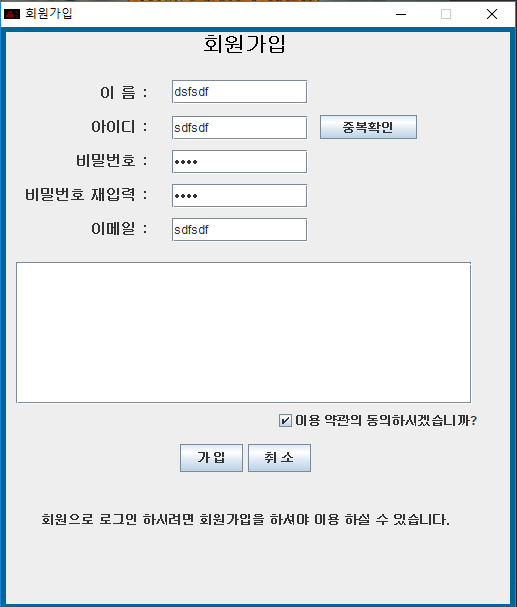 회원가입
회원가입
이 름 : dsfsdf
아이디 : sdfsdf 중복확인
비밀번호 : ••••
비밀번호 재입력 : ••••
이메일 : sdfsdf
이용 약관의 동의하시겠습니까?
가 입 취 소
회원으로 로그인 하시려면 회원가입을 하셔야 이용 하실 수 있습니다.